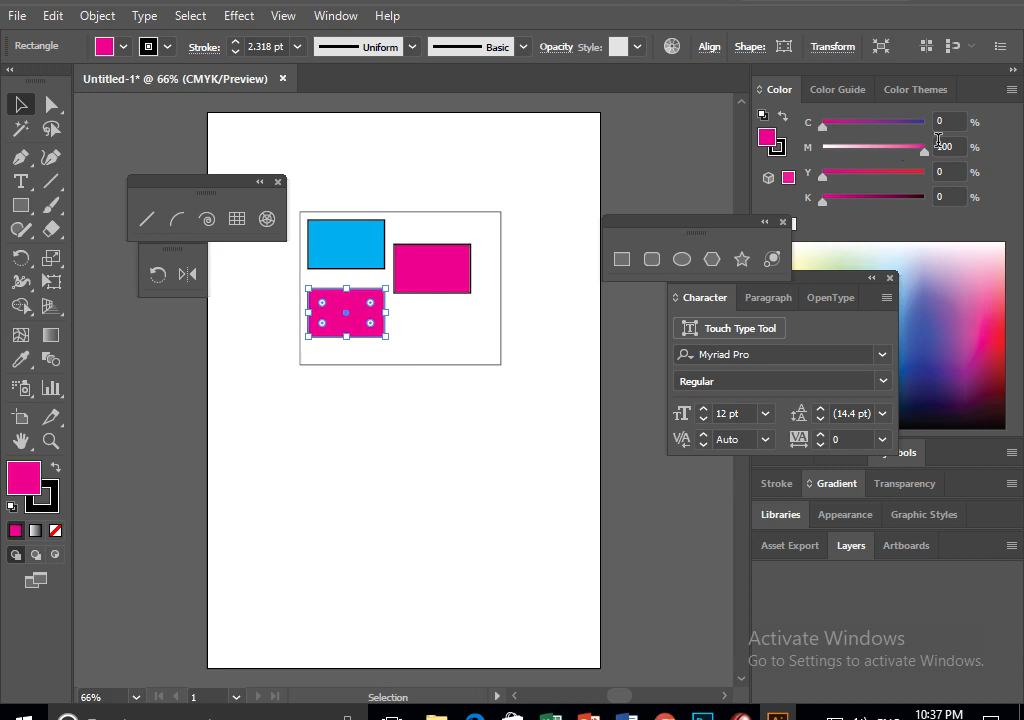 File Edit Object Type Select Effect View Window Help
Rectangle Stroke: 2.318 pt Uniform Basic Opacity Style: Align Shape: Transform
Untitled-1* @ 66% (CMYK/Preview)
Color Color Guide Color Themes
C 0 %
M 100 %
Y 0 %
K 0 %
Character Paragraph OpenType
Touch Type Tool
Myriad Pro
Regular
12 pt (14.4 pt)
Auto 0
Stroke Gradient Transparency
Libraries Appearance Graphic Styles
Asset Export Layers Artboards
Activate Windows
Go to Settings to activate Windows.
66% 1 Selection
10:37 PM